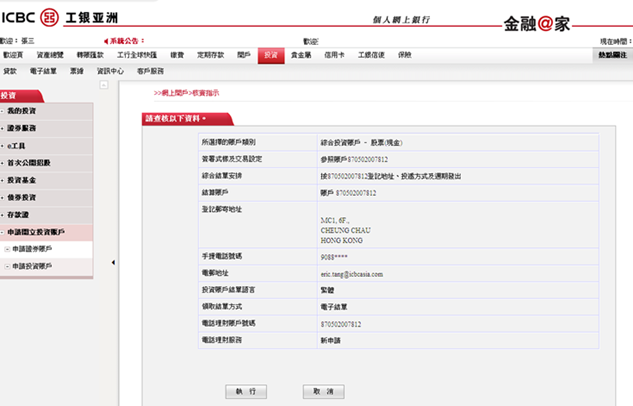 ICBC 工银亚洲
個人網上銀行
金融@家
歡迎：張三
系統公告：
歡迎
現在時間：
歡迎頁 資產總覽 轉賬匯款 工行全球快匯 繳費 定期存款 開戶 投資 貴金屬 信用卡 工銀信使 保險
熱點關注
貸款 電子結單 票據 資訊中心 客戶服務
投資
>>網上開戶>核資指示
我的投資
證券服務
e工具
首次公開招股
投資基金
債券投資
存款證
申請開立投資賬戶
申請證券賬戶
申請投資賬戶
請查核以下資料。
所選擇的賬戶類別 綜合投資賬戶 - 股票(現金)
簽署式樣及交易設定 參照賬戶870502007812
綜合結單安排 按870502007812登記地址、投遞方式及週期發出
結算賬戶 賬戶 870502007812
登記郵寄地址
MC1, 6F.,
CHEUNG CHAU
HONG KONG
手提電話號碼 9088****
電郵地址 eric.tang@icbcasia.com
投資賬戶結單語言 繁體
領取結單方式 電子結單
電話理財賬戶號碼 870502007812
電話理財服務 新申請
執 行
取 消